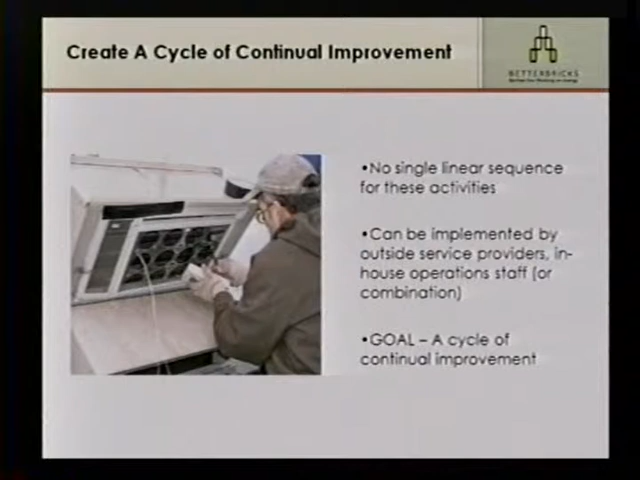 Create A Cycle of Continual Improvement
BETTERBRICKS
•No single linear sequence
for these activities
•Can be implemented by
outside service providers, in-
house operations staff (or
combination)
•GOAL – A cycle of
continual improvement